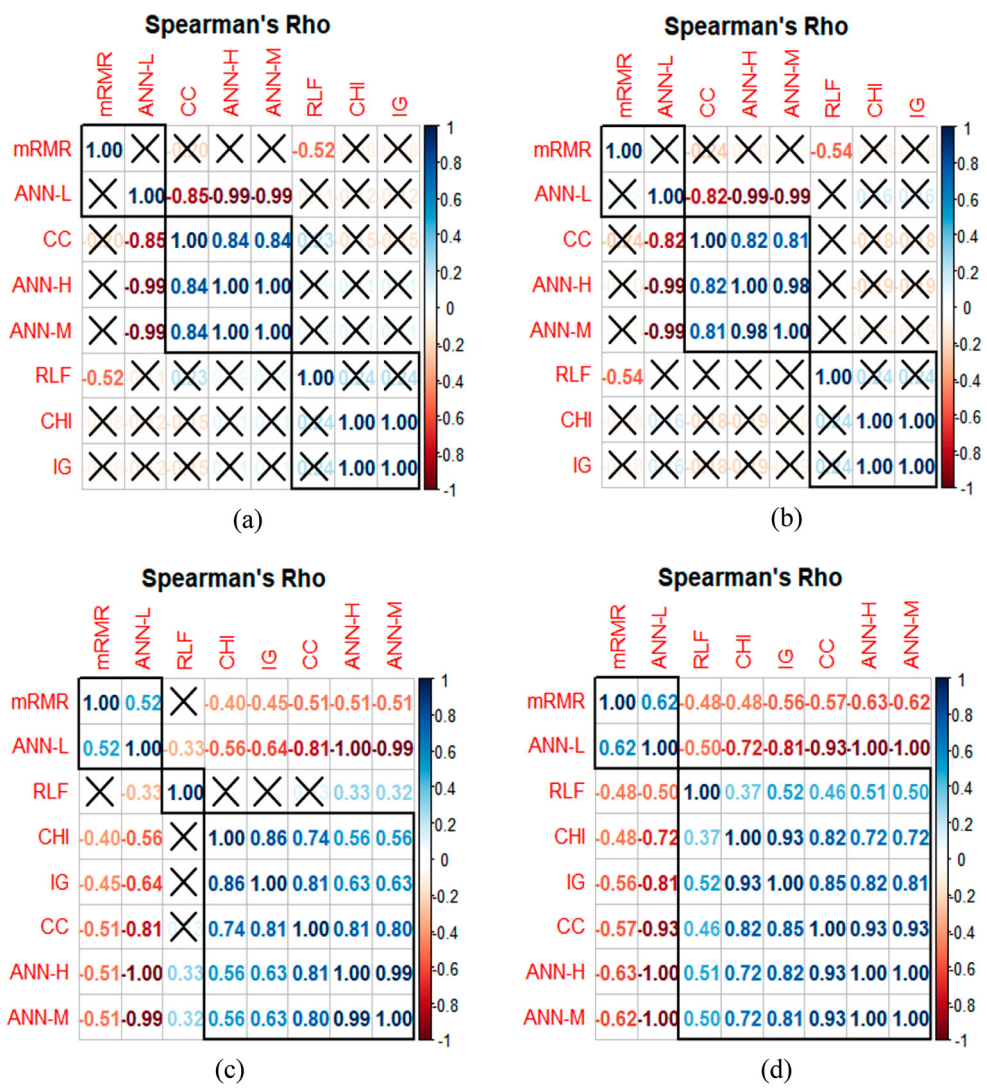 Spearman's Rho
mRMR ANN-L CC ANN-H ANN-M RLF CHI IG
mRMR 1.00 -0.52
ANN-L 1.00 -0.85 -0.99 -0.99
CC -0.85 1.00 0.84 0.84
ANN-H -0.99 0.84 1.00 1.00
ANN-M -0.99 0.84 1.00 1.00
RLF -0.52 0.23 1.00 0.24 0.24
CHI 1.00 1.00
IG 1.00 1.00
1
0.8
0.6
0.4
0.2
0
-0.2
-0.4
-0.6
-0.8
-1
(a)
Spearman's Rho
mRMR ANN-L CC ANN-H ANN-M RLF CHI IG
mRMR 1.00 -0.24 -0.54
ANN-L 1.00 -0.82 -0.99 -0.99
CC -0.82 1.00 0.82 0.81
ANN-H -0.99 0.82 1.00 0.98
ANN-M -0.99 0.81 0.98 1.00
RLF -0.54 1.00 0.24 0.24
CHI 1.00 1.00
IG 1.00 1.00
1
0.8
0.6
0.4
0.2
0
-0.2
-0.4
-0.6
-0.8
-1
(b)
Spearman's Rho
mRMR ANN-L RLF CHI IG CC ANN-H ANN-M
mRMR 1.00 0.52 -0.40 -0.45 -0.51 -0.51 -0.51
ANN-L 0.52 1.00 -0.33 -0.56 -0.64 -0.81 -1.00 -0.99
RLF -0.33 1.00 0.33 0.32
CHI -0.40 -0.56 1.00 0.86 0.74 0.56 0.56
IG -0.45 -0.64 0.86 1.00 0.81 0.63 0.63
CC -0.51 -0.81 0.74 0.81 1.00 0.81 0.80
ANN-H -0.51 -1.00 0.33 0.56 0.63 0.81 1.00 0.99
ANN-M -0.51 -0.99 0.32 0.56 0.63 0.80 0.99 1.00
1
0.8
0.6
0.4
0.2
0
-0.2
-0.4
-0.6
-0.8
-1
(c)
Spearman's Rho
mRMR ANN-L RLF CHI IG CC ANN-H ANN-M
mRMR 1.00 0.62 -0.48 -0.48 -0.56 -0.57 -0.63 -0.62
ANN-L 0.62 1.00 -0.50 -0.72 -0.81 -0.93 -1.00 -1.00
RLF -0.48 -0.50 1.00 0.37 0.52 0.46 0.51 0.50
CHI -0.48 -0.72 0.37 1.00 0.93 0.82 0.72 0.72
IG -0.56 -0.81 0.52 0.93 1.00 0.85 0.82 0.81
CC -0.57 -0.93 0.46 0.82 0.85 1.00 0.93 0.93
ANN-H -0.63 -1.00 0.51 0.72 0.82 0.93 1.00 1.00
ANN-M -0.62 -1.00 0.50 0.72 0.81 0.93 1.00 1.00
1
0.8
0.6
0.4
0.2
0
-0.2
-0.4
-0.6
-0.8
-1
(d)